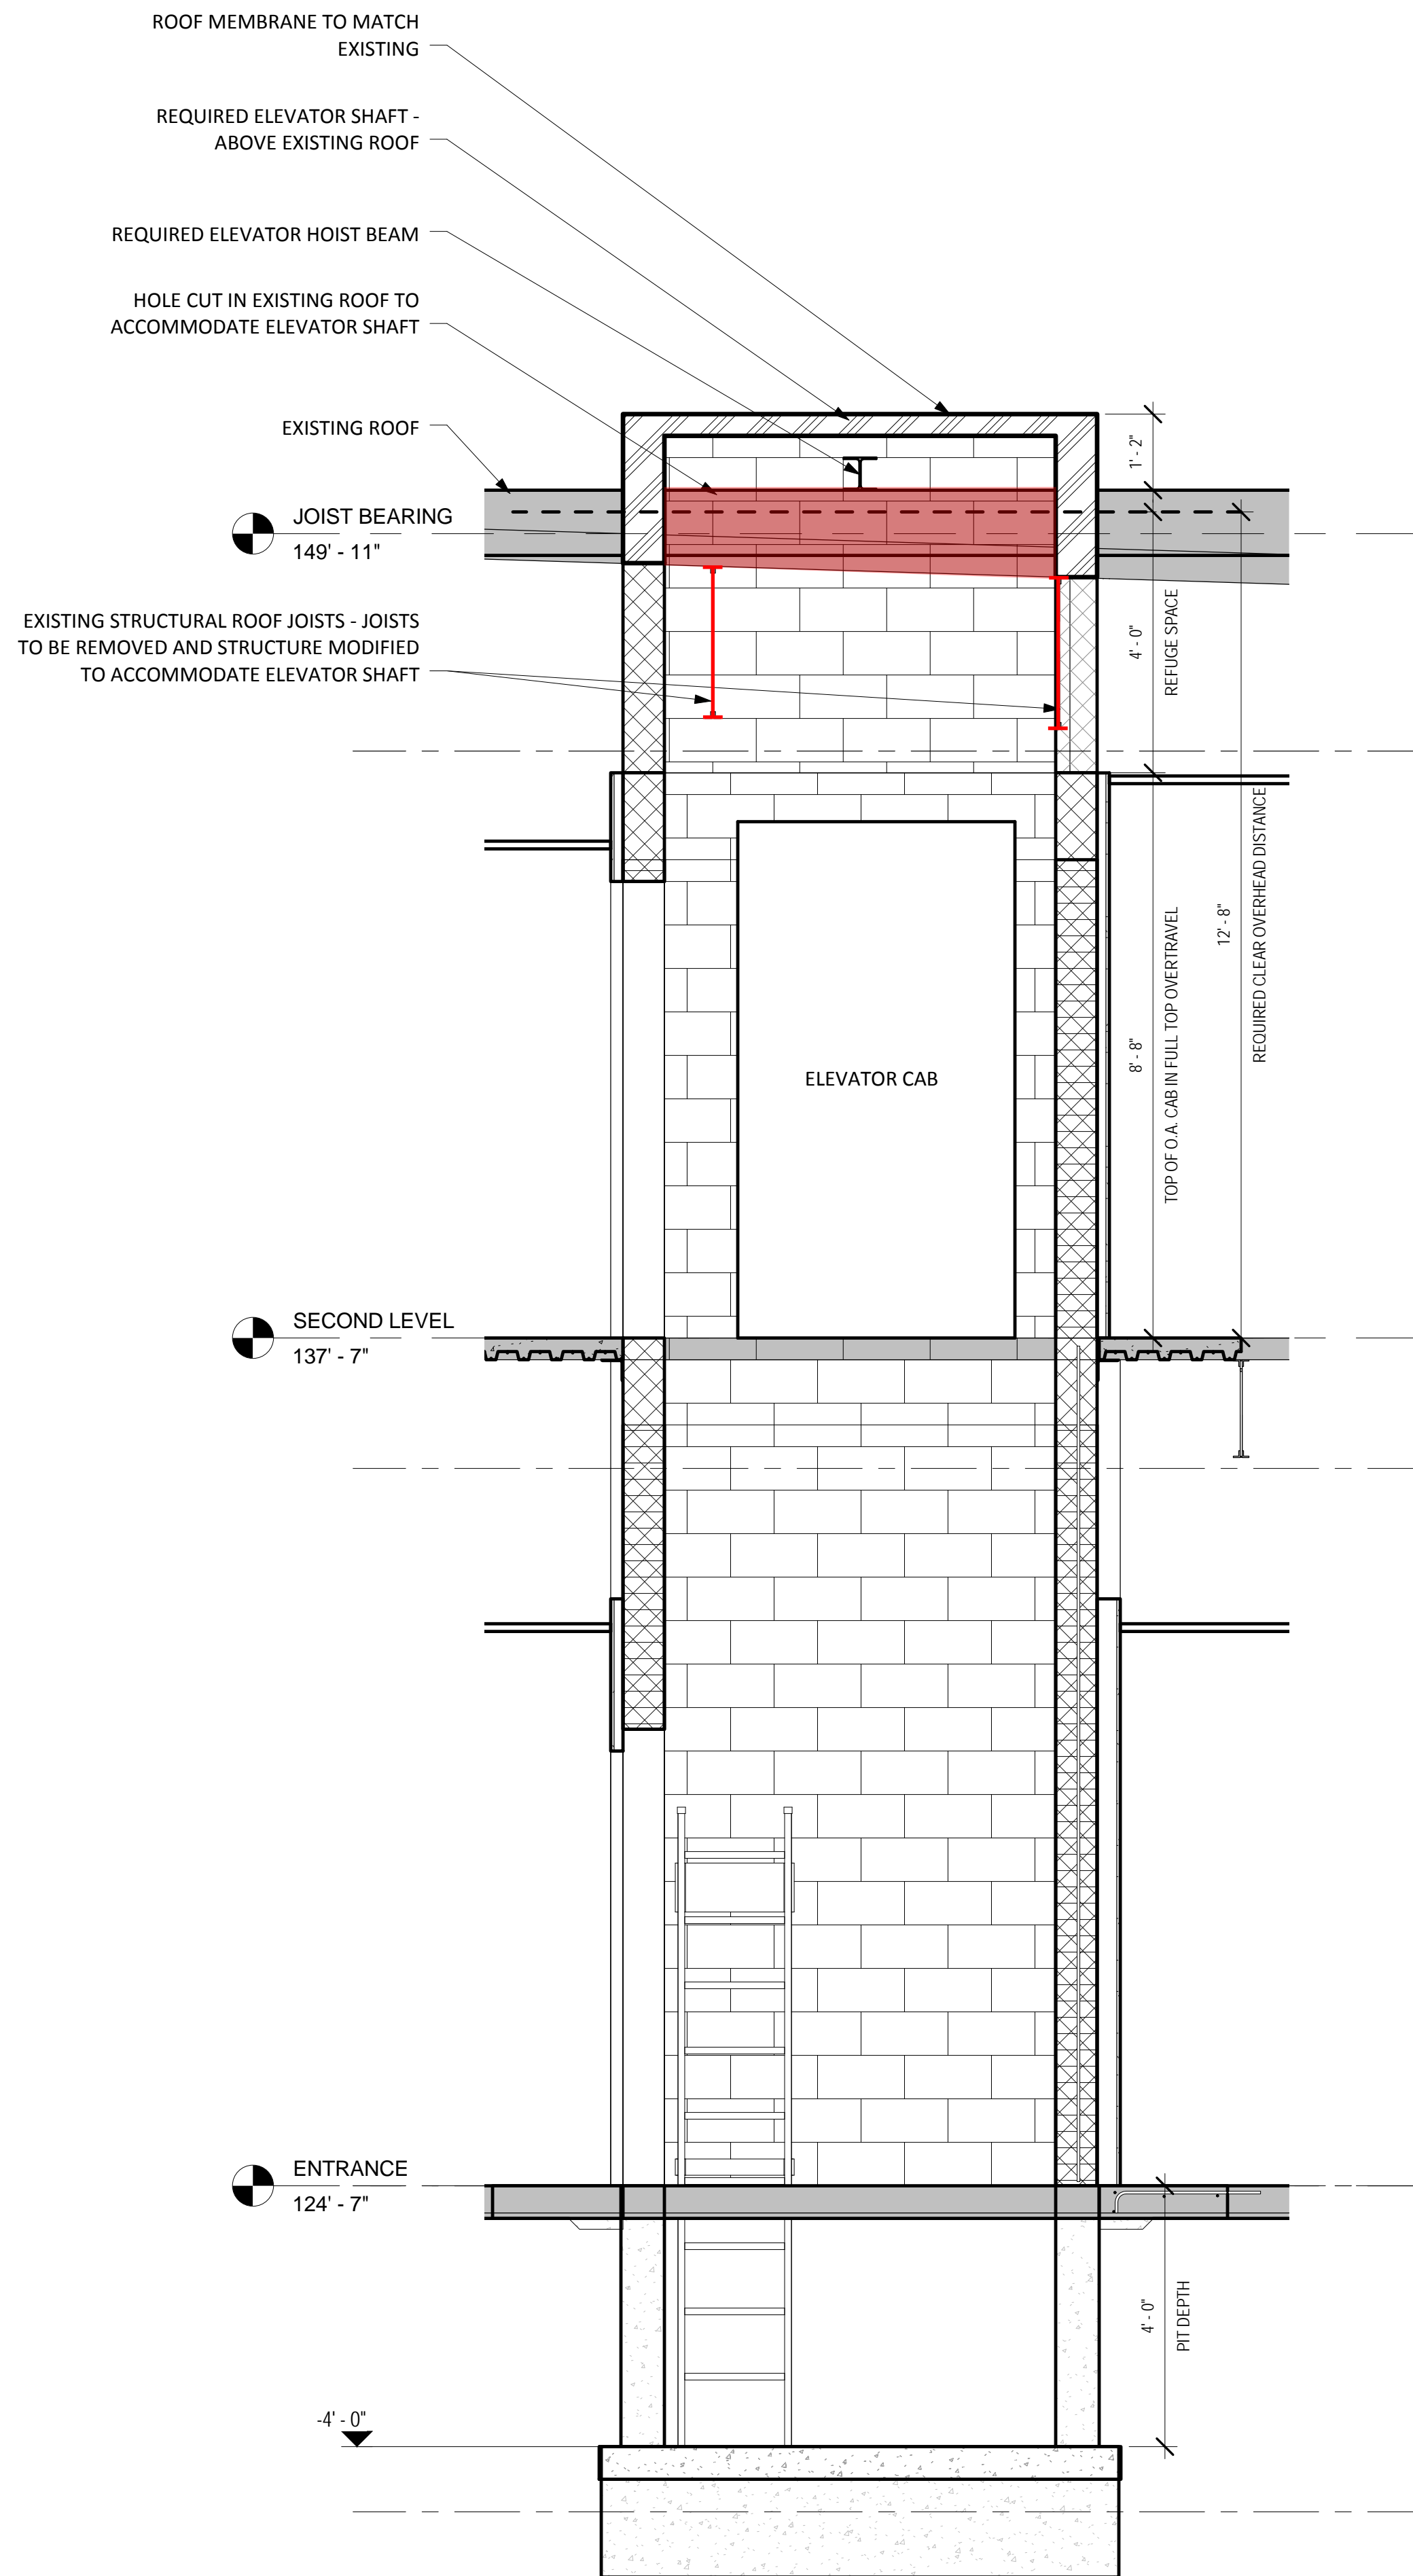 ROOF MEMBRANE TO MATCH
EXISTING
REQUIRED ELEVATOR SHAFT -
ABOVE EXISTING ROOF
REQUIRED ELEVATOR HOIST BEAM
HOLE CUT IN EXISTING ROOF TO
ACCOMMODATE ELEVATOR SHAFT
EXISTING ROOF
1' - 2"
JOIST BEARING
149' - 11"
EXISTING STRUCTURAL ROOF JOISTS - JOISTS
TO BE REMOVED AND STRUCTURE MODIFIED
TO ACCOMMODATE ELEVATOR SHAFT
4' - 0"
REFUGE SPACE
12' - 8"
REQUIRED CLEAR OVERHEAD DISTANCE
8' - 8"
TOP OF O.A. CAB IN FULL TOP OVERTRAVEL
ELEVATOR CAB
SECOND LEVEL
137' - 7"
ENTRANCE
124' - 7"
4' - 0"
PIT DEPTH
-4' - 0"